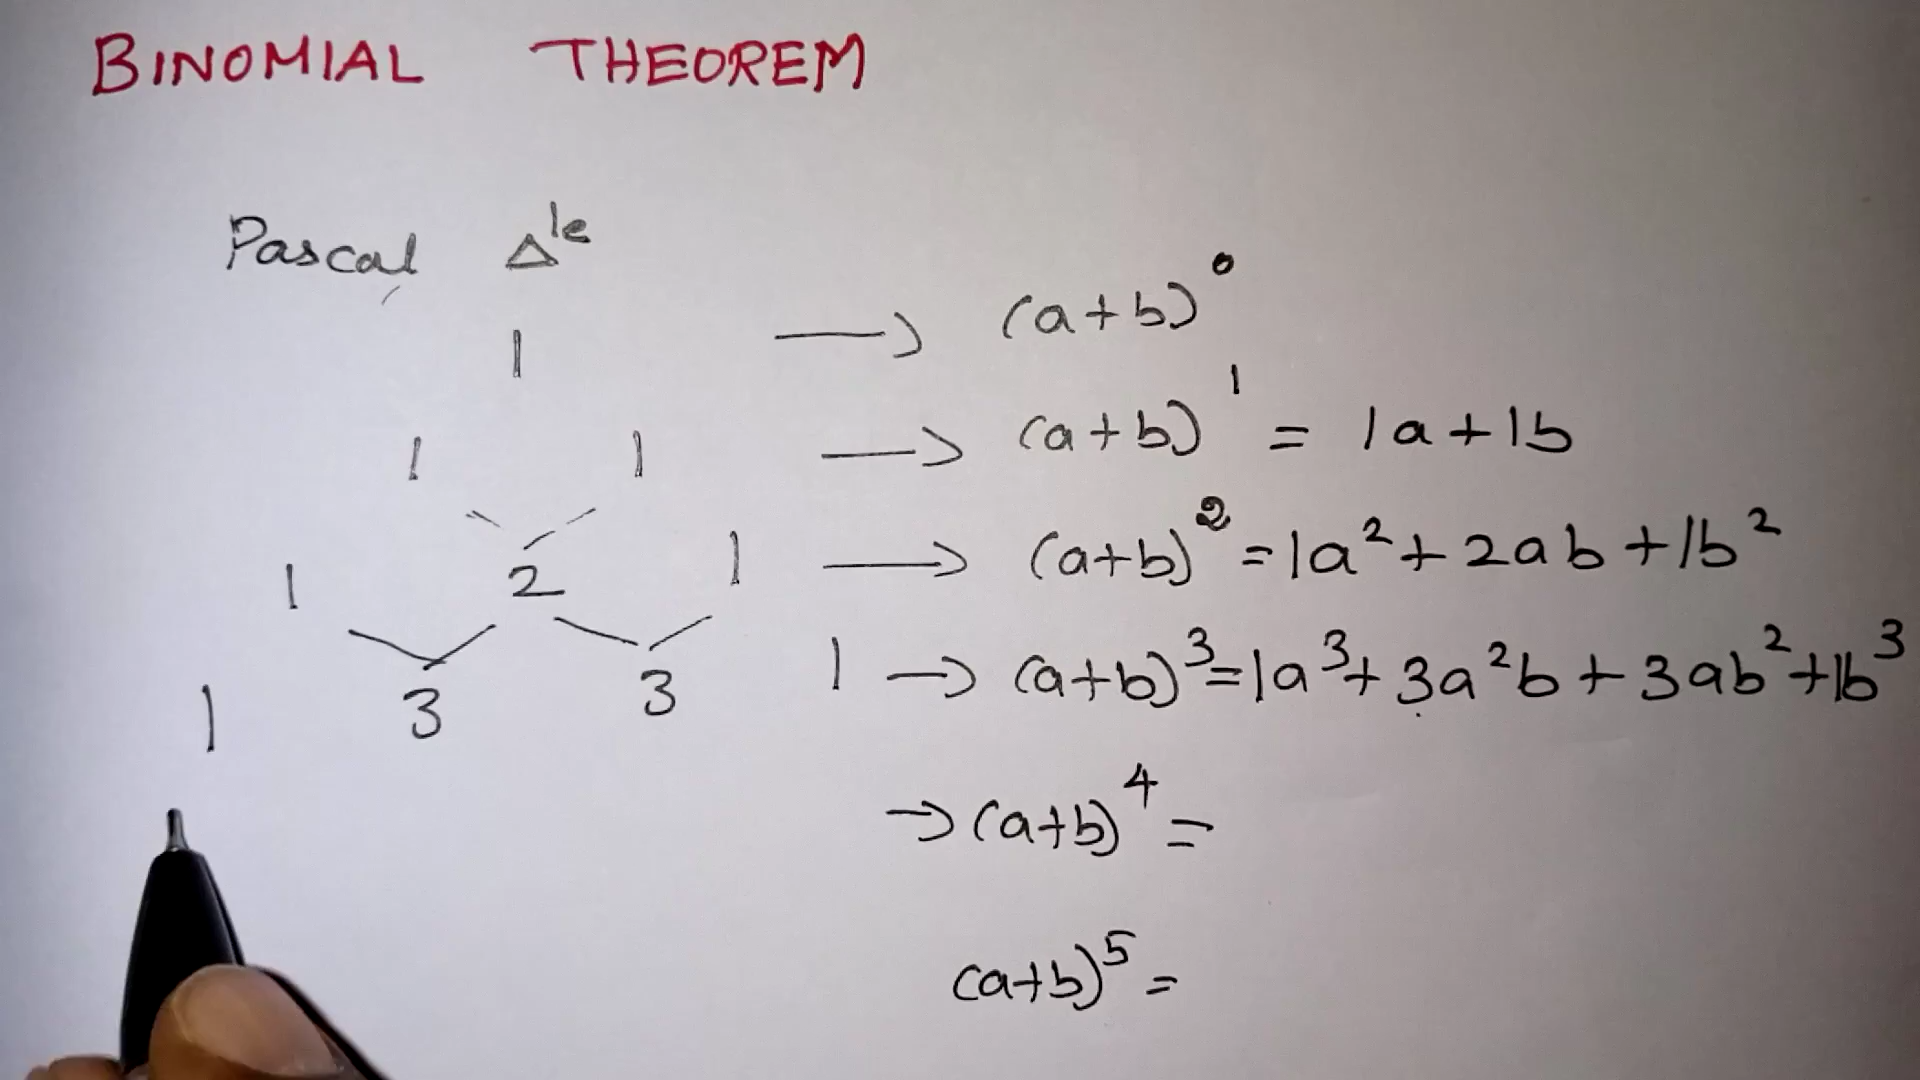 BINOMIAL THEOREM
Pascal Δle
1 → (a+b)⁰
1 1 → (a+b)¹ = 1a+1b
1 2 1 → (a+b)² = 1a²+2ab+1b²
1 3 3 1 → (a+b)³ = 1a³+3a²b+3ab²+1b³
→ (a+b)⁴ =
(a+b)⁵ =